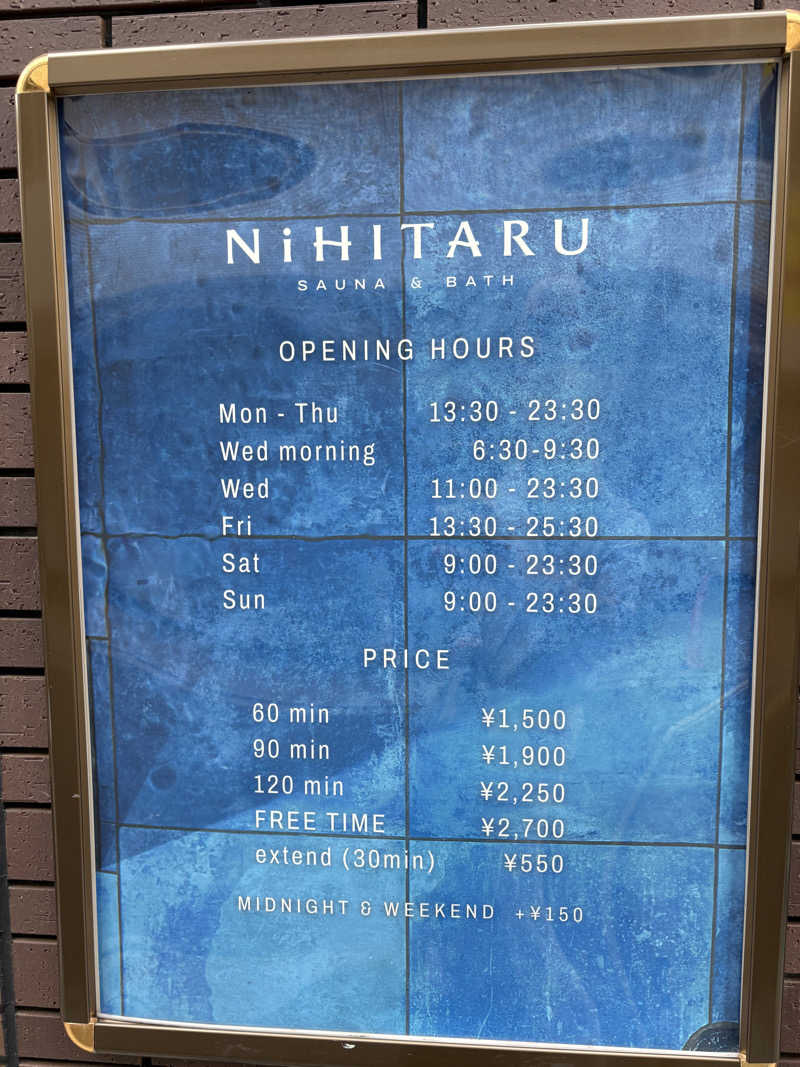 NiHITARU
SAUNA & BATH
OPENING HOURS
Mon - Thu 13:30 - 23:30
Wed morning 6:30-9:30
Wed 11:00 - 23:30
Fri 13:30 - 25:30
Sat 9:00 - 23:30
Sun 9:00 - 23:30
PRICE
60 min ¥1,500
90 min ¥1,900
120 min ¥2,250
FREE TIME ¥2,700
extend (30min) ¥550
MIDNIGHT & WEEKEND +¥150